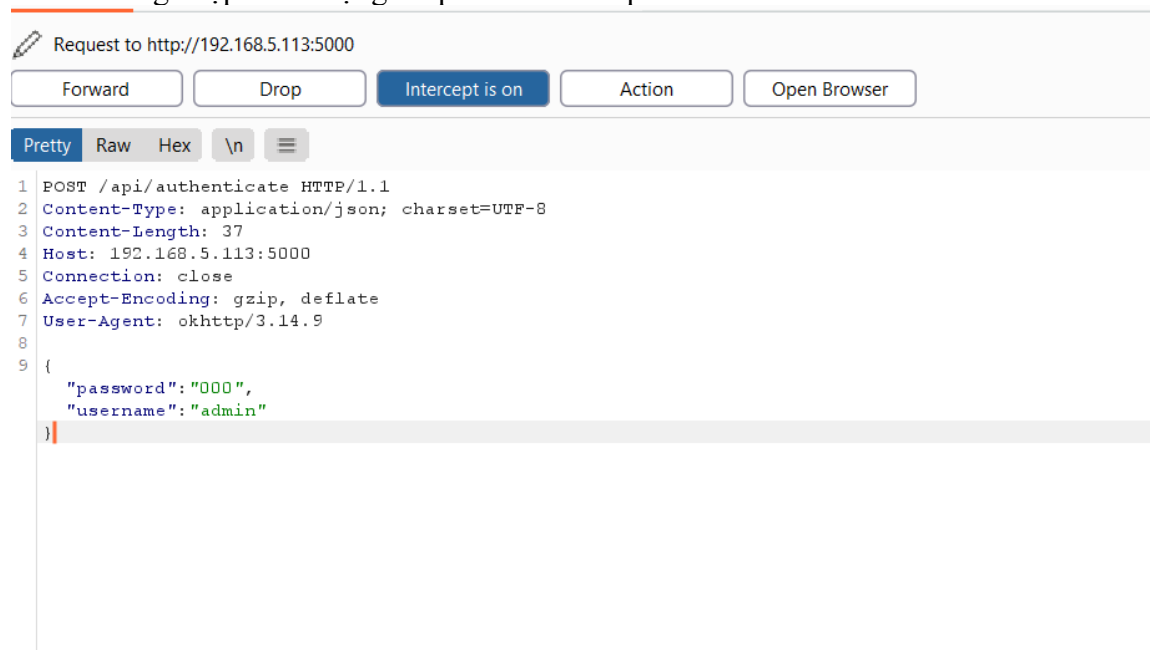 Request to http://192.168.5.113:5000
Forward Drop Intercept is on Action Open Browser
Pretty Raw Hex \n
1 POST /api/authenticate HTTP/1.1
2 Content-Type: application/json; charset=UTF-8
3 Content-Length: 37
4 Host: 192.168.5.113:5000
5 Connection: close
6 Accept-Encoding: gzip, deflate
7 User-Agent: okhttp/3.14.9
8
9 {
"password":"000",
"username":"admin"
}